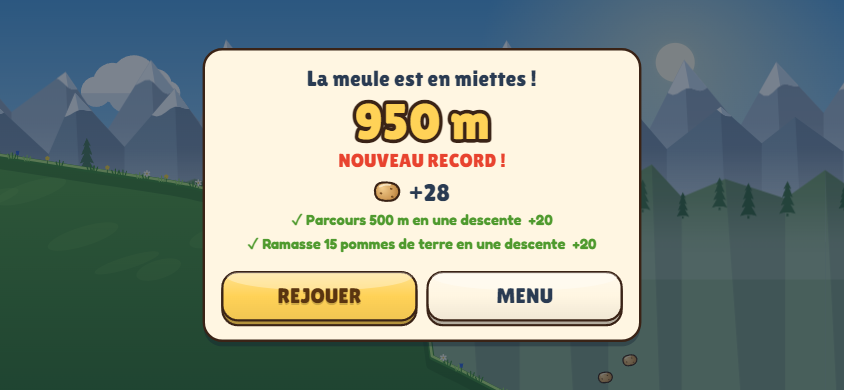 La meule est en miettes !
950 m
NOUVEAU RECORD !
+28
✓ Parcours 500 m en une descente +20
✓ Ramasse 15 pommes de terre en une descente +20
REJOUER
MENU